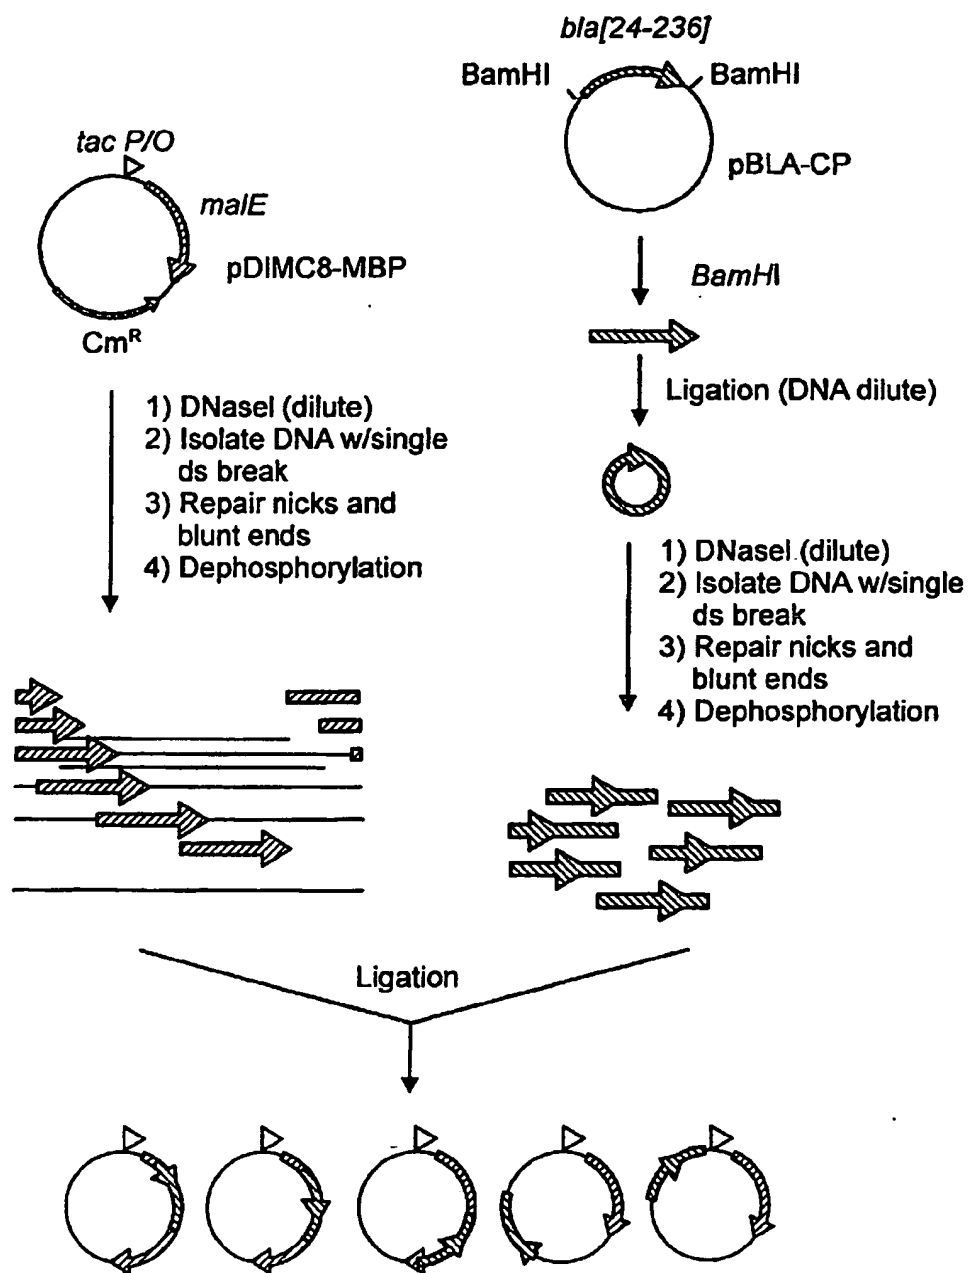 bla[24-236]
BamHI
BamHI
pBLA-CP
tac P/O
malE
pDIMC8-MBP
Cm^R
BamHI
Ligation (DNA dilute)
1) DNaseI (dilute)
2) Isolate DNA w/single
ds break
3) Repair nicks and
blunt ends
4) Dephosphorylation
1) DNaseI (dilute)
2) Isolate DNA w/single
ds break
3) Repair nicks and
blunt ends
4) Dephosphorylation
Ligation